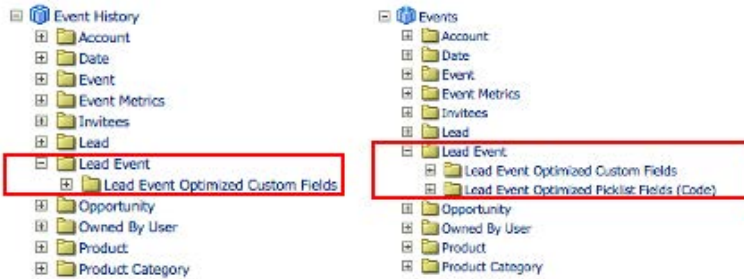 Event History
Account
Date
Event
Event Metrics
Invitees
Lead
Lead Event
Lead Event Optimized Custom Fields
Opportunity
Owned By User
Product
Product Category
Events
Account
Date
Event
Event Metrics
Invitees
Lead
Lead Event
Lead Event Optimized Custom Fields
Lead Event Optimized Picklist Fields (Code)
Opportunity
Owned By User
Product
Product Category